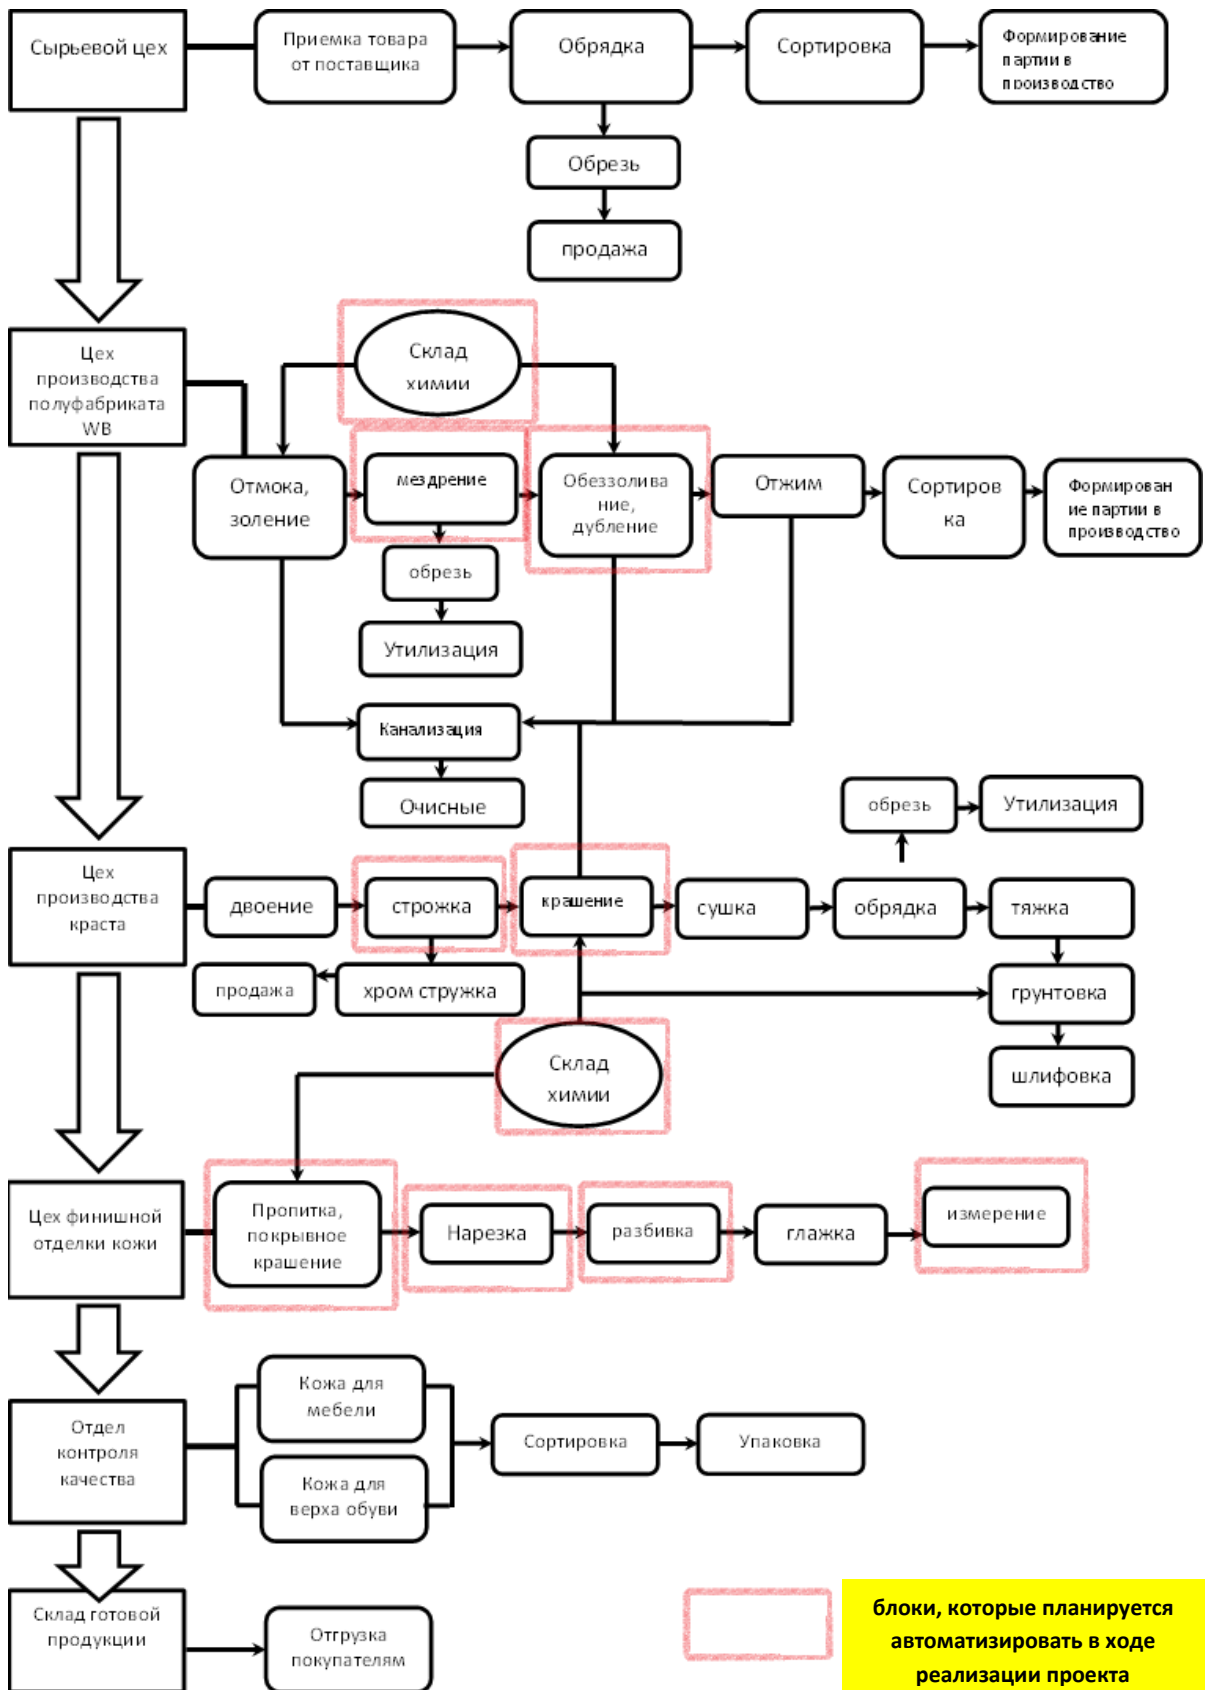 Сырьевой цех
Приемка товара
от поставщика
Обрядка
Сортировка
Формирование
партии в
производство
Обрезь
продажа
Цех
производства
полуфабриката
WB
Склад
химии
Отмока,
золение
мездрение
Обеззолива
ние,
дубление
Отжим
Сортиров
ка
Формирован
ие партии в
производство
обрезь
Утилизация
Канализация
Очисные
обрезь
Утилизация
Цех
производства
краста
двоение
строжка
крашение
сушка
обрядка
тяжка
продажа
хром стружка
грунтовка
Склад
химии
шлифовка
Цех финишной
отделки кожи
Пропитка,
покрывное
крашение
Нарезка
разбивка
глажка
измерение
Отдел
контроля
качества
Кожа для
мебели
Кожа для
верха обуви
Сортировка
Упаковка
Склад готовой
продукции
Отгрузка
покупателям
блоки, которые планируется
автоматизировать в ходе
реализации проекта